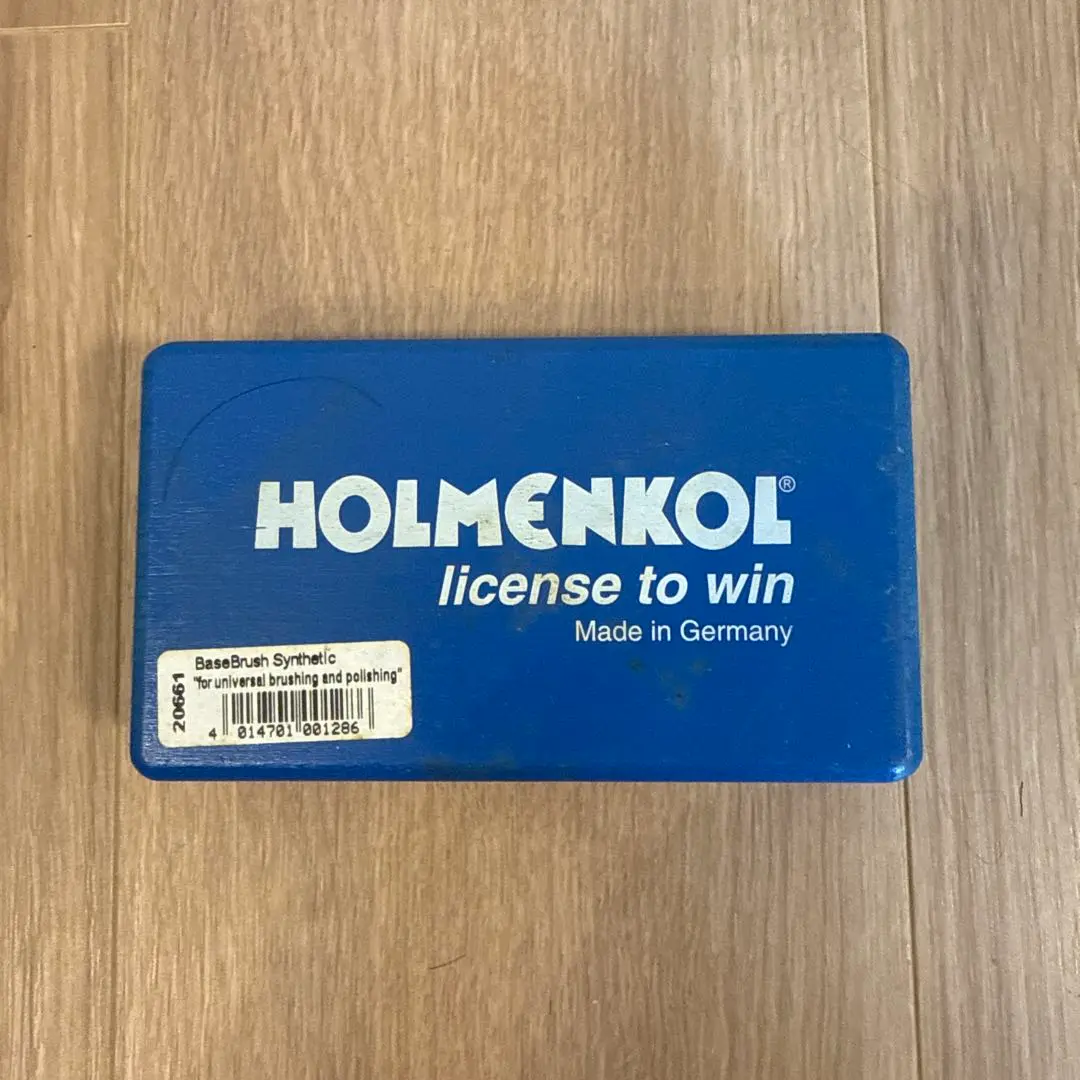 HOLMENKOL®
license to win
Made in Germany
BaseBrush Synthetic
"for universal brushing and polishing"
20661
4 014701 001286